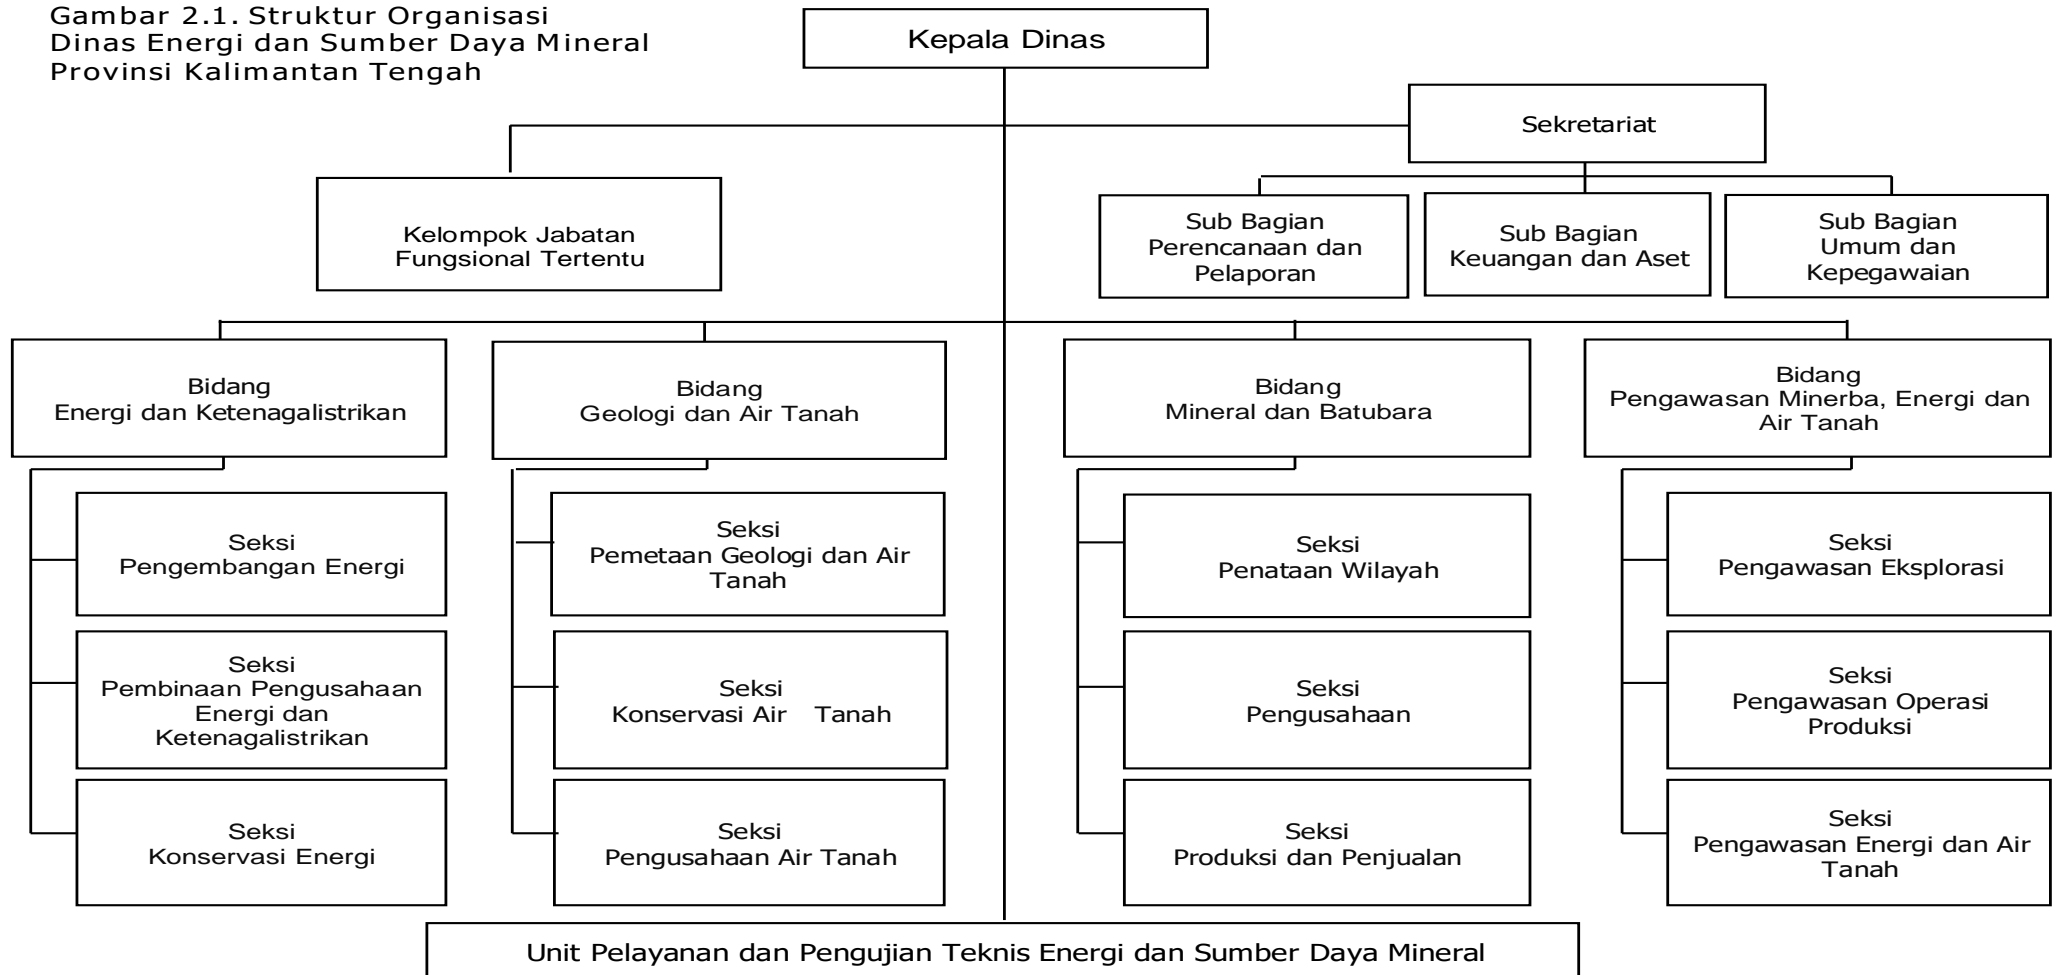 Gambar 2.1. Struktur Organisasi
Dinas Energi dan Sumber Daya Mineral
Provinsi Kalimantan Tengah
Kepala Dinas
Sekretariat
Kelompok Jabatan
Fungsional Tertentu
Sub Bagian
Perencanaan dan
Pelaporan
Sub Bagian
Keuangan dan Aset
Sub Bagian
Umum dan
Kepegawaian
Bidang
Energi dan Ketenagalistrikan
Bidang
Geologi dan Air Tanah
Bidang
Mineral dan Batubara
Bidang
Pengawasan Minerba, Energi dan
Air Tanah
Seksi
Pengembangan Energi
Seksi
Pemetaan Geologi dan Air
Tanah
Seksi
Penataan Wilayah
Seksi
Pengawasan Eksplorasi
Seksi
Pembinaan Pengusahaan
Energi dan
Ketenagalistrikan
Seksi
Konservasi Air Tanah
Seksi
Pengusahaan
Seksi
Pengawasan Operasi
Produksi
Seksi
Konservasi Energi
Seksi
Pengusahaan Air Tanah
Seksi
Produksi dan Penjualan
Seksi
Pengawasan Energi dan Air
Tanah
Unit Pelayanan dan Pengujian Teknis Energi dan Sumber Daya Mineral